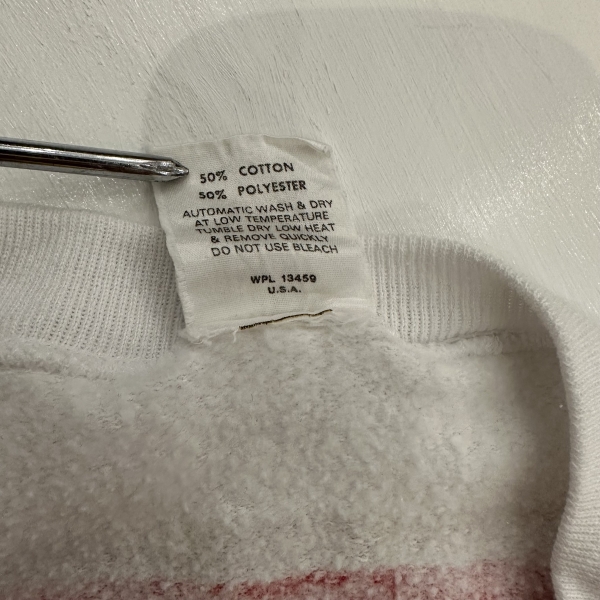 50% COTTON
50% POLYESTER
AUTOMATIC WASH & DRY
AT LOW TEMPERATURE
TUMBLE DRY LOW HEAT
& REMOVE QUICKLY
DO NOT USE BLEACH
WPL 13459
U.S.A.